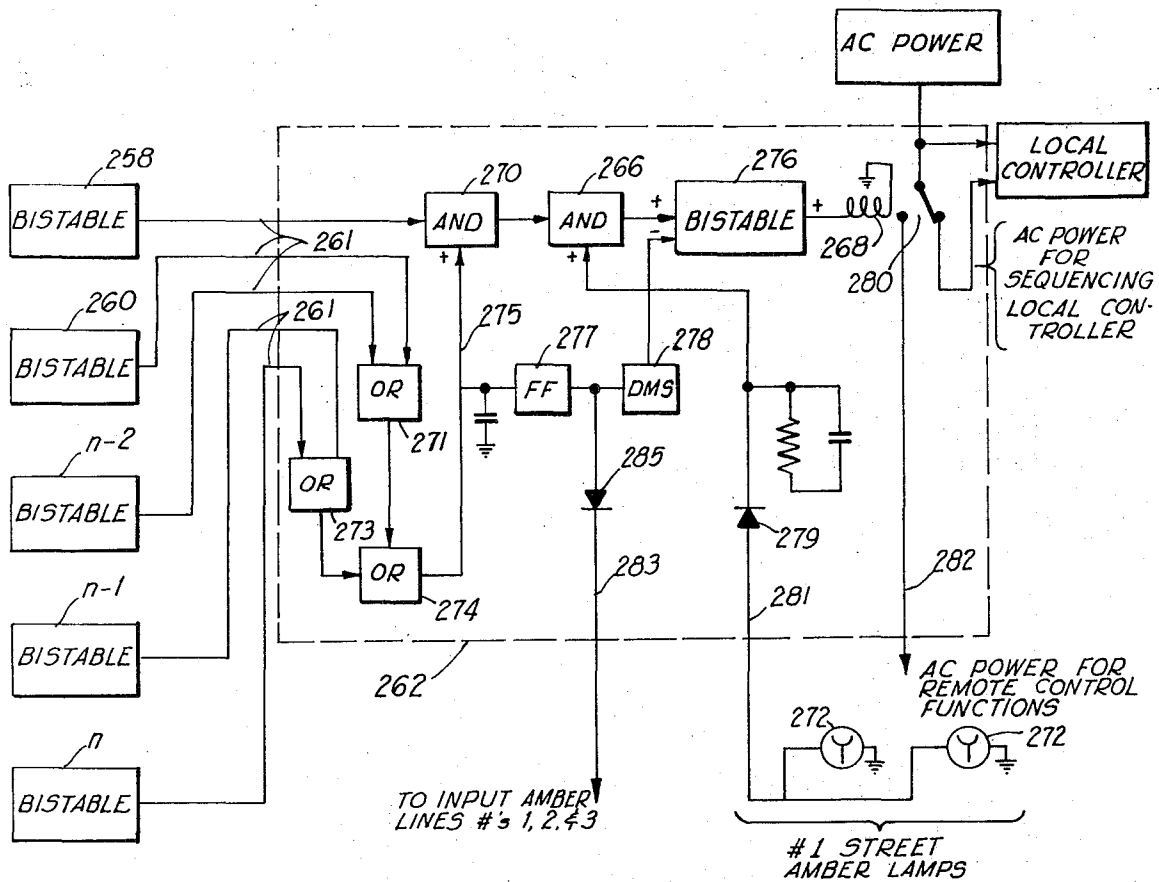 AC POWER
LOCAL
CONTROLLER
258
BISTABLE
270
AND
266
AND
276
BISTABLE
+
-
+
+
+
268
280
AC POWER
FOR
SEQUENCING
LOCAL CON-
TROLLER
261
260
BISTABLE
261
275
277
FF
278
DMS
OR
271
n-2
BISTABLE
OR
273
285
279
OR
274
283
281
282
n-1
BISTABLE
262
AC POWER FOR
REMOTE CONTROL
FUNCTIONS
272
272
n
BISTABLE
TO INPUT AMBER
LINES #'s 1, 2, & 3
#1 STREET
AMBER LAMPS